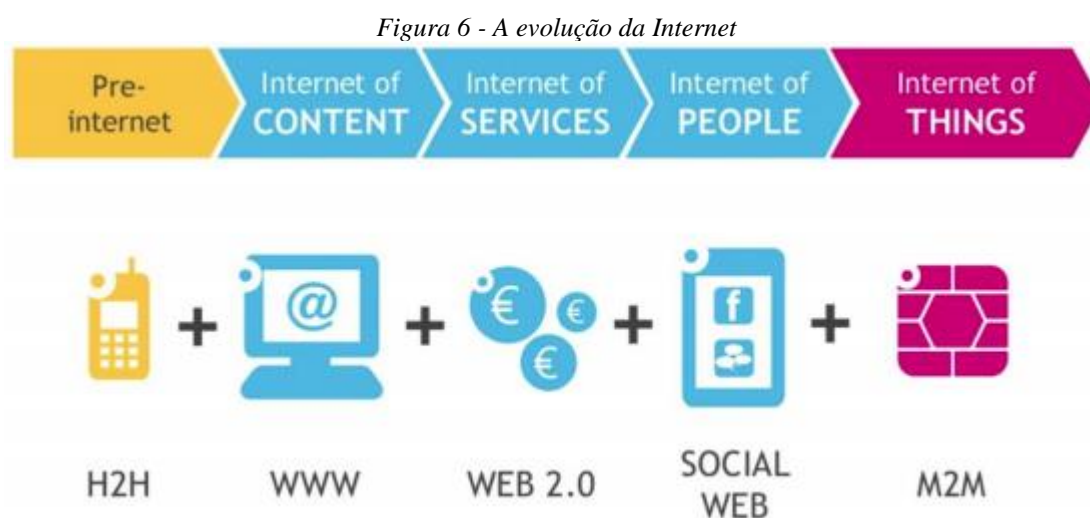 Figura 6 - A evolução da Internet
Pre-
internet
Internet of
CONTENT
Internet of
SERVICES
Internet of
PEOPLE
Internet of
THINGS
@
€
€
€
f
H2H
WWW
WEB 2.0
SOCIAL
WEB
M2M